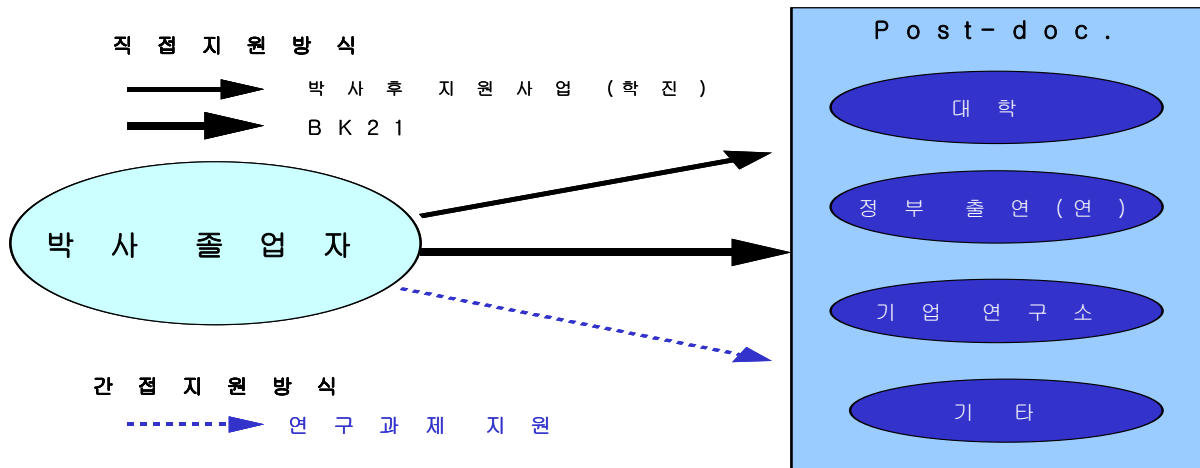 직접지원방식
박사후 지원사업 (학진)
BK21
박사 졸업자
간접지원방식
연구과제 지원
Post-doc.
대학
정부 출연(연)
기업 연구소
기타